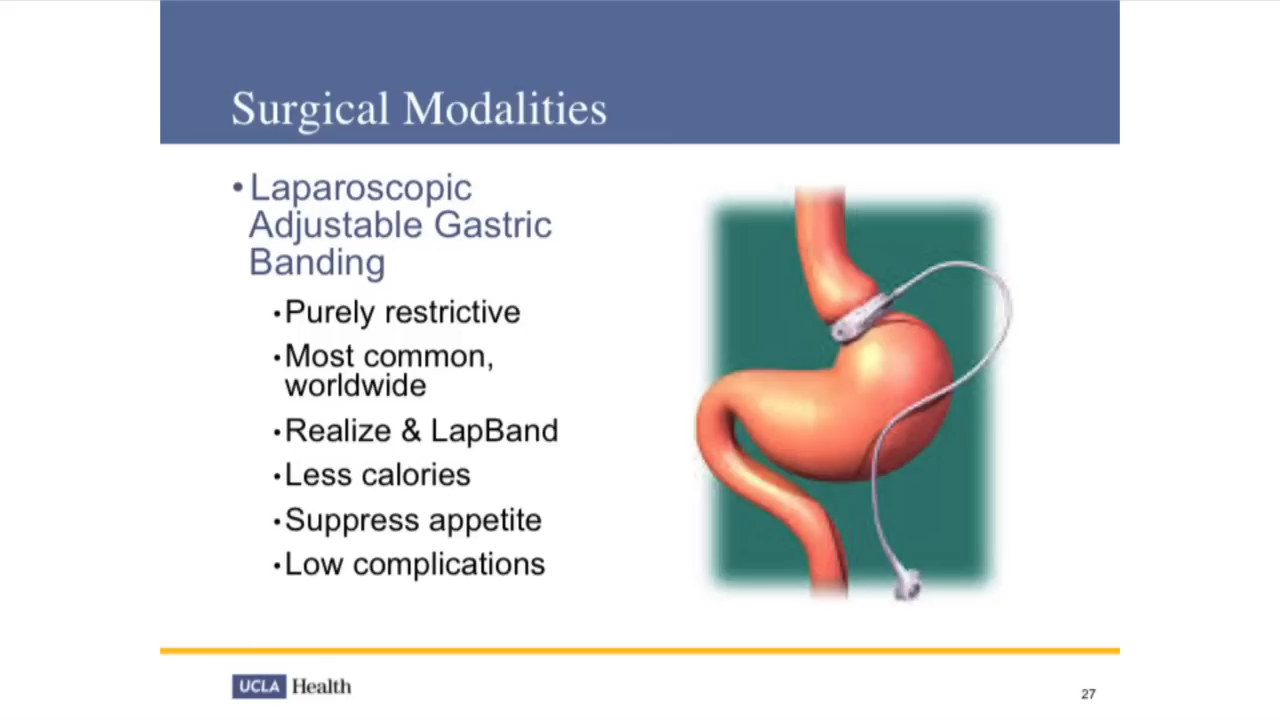 Surgical Modalities
• Laparoscopic
Adjustable Gastric
Banding
• Purely restrictive
• Most common,
worldwide
• Realize & LapBand
• Less calories
• Suppress appetite
• Low complications
UCLA Health
27